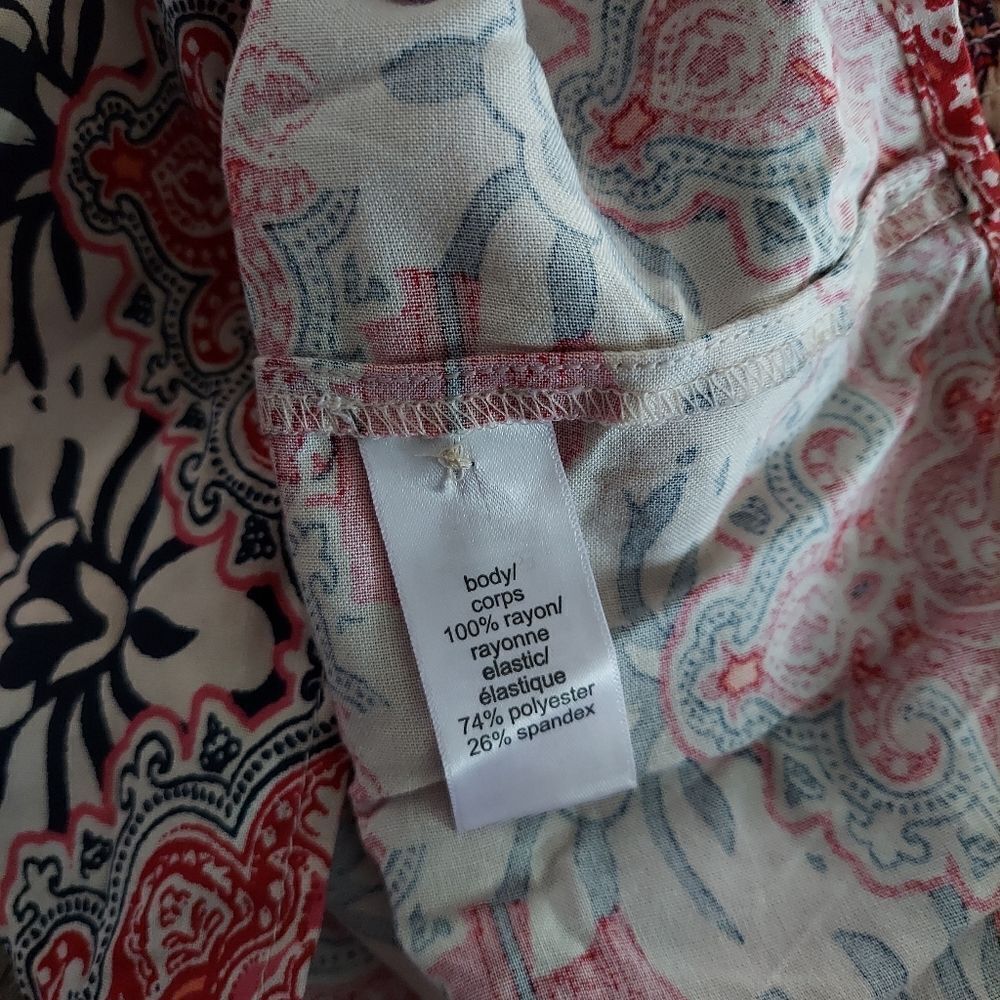 body/
corps
100% rayon/
rayonne
elastic/
élastique
74% polyester
26% spandex